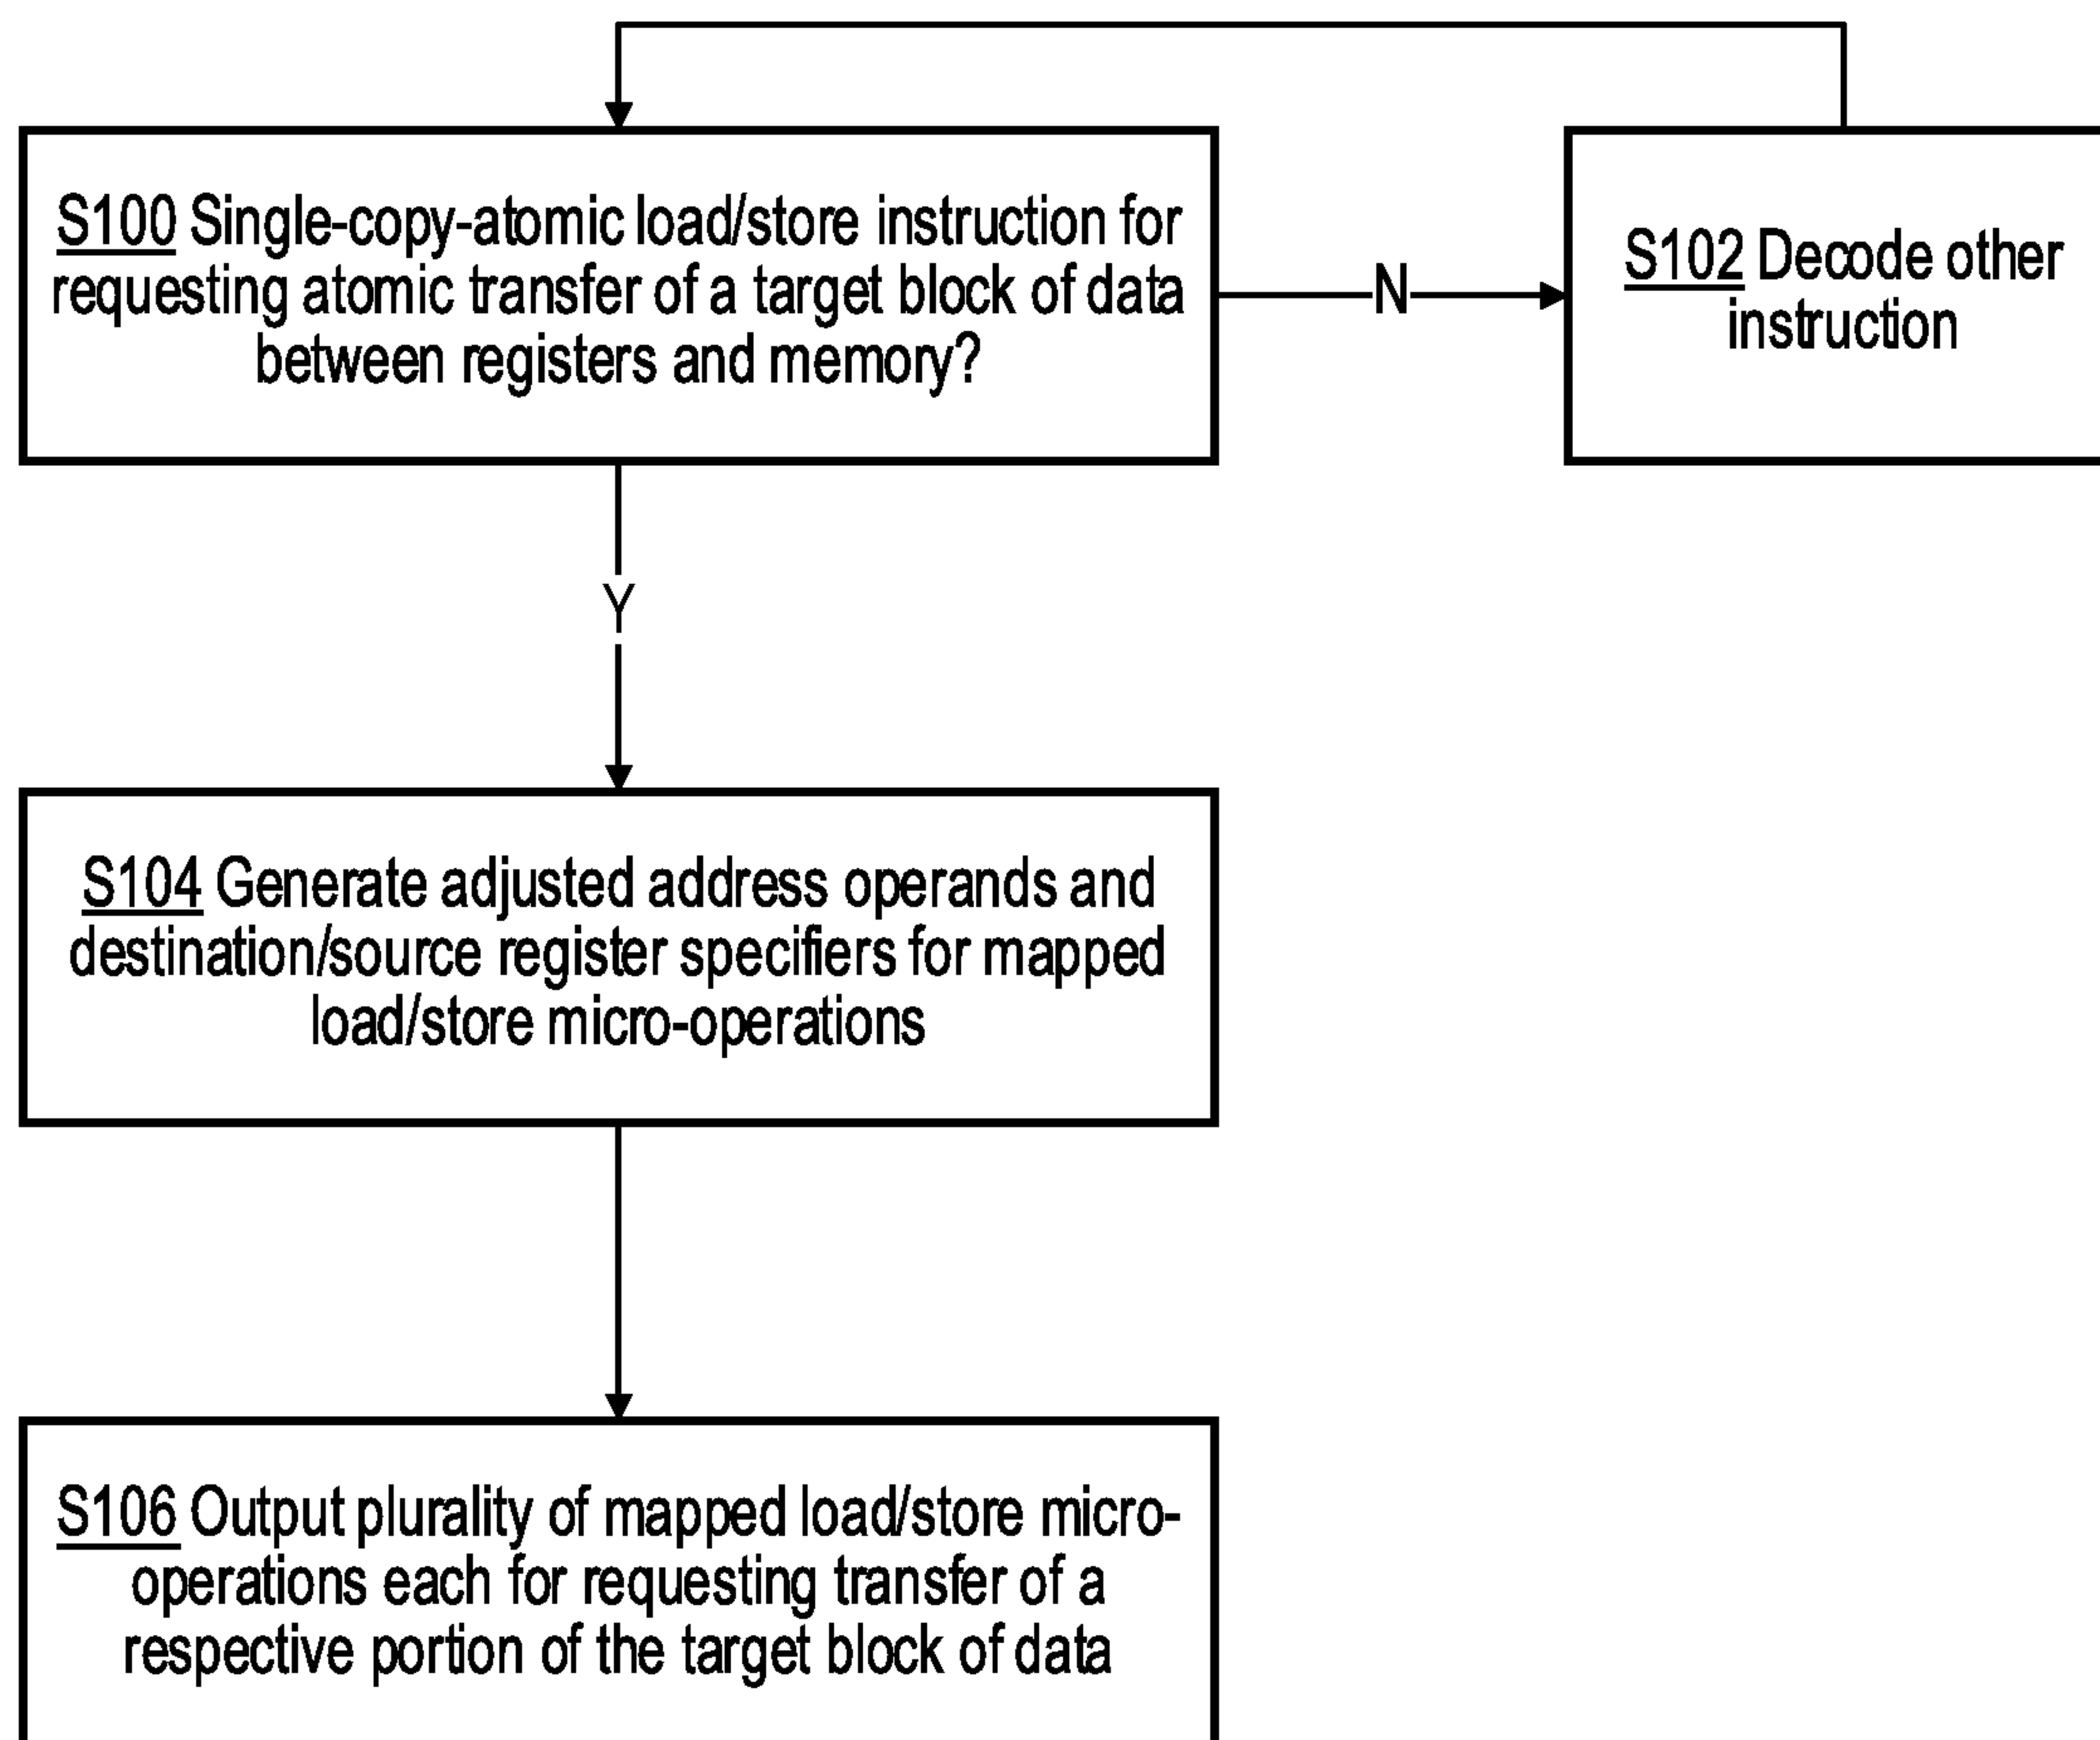 S100 Single-copy-atomic load/store instruction for
requesting atomic transfer of a target block of data
between registers and memory?
N
S102 Decode other
instruction
Y
S104 Generate adjusted address operands and
destination/source register specifiers for mapped
load/store micro-operations
S106 Output plurality of mapped load/store micro-
operations each for requesting transfer of a
respective portion of the target block of data